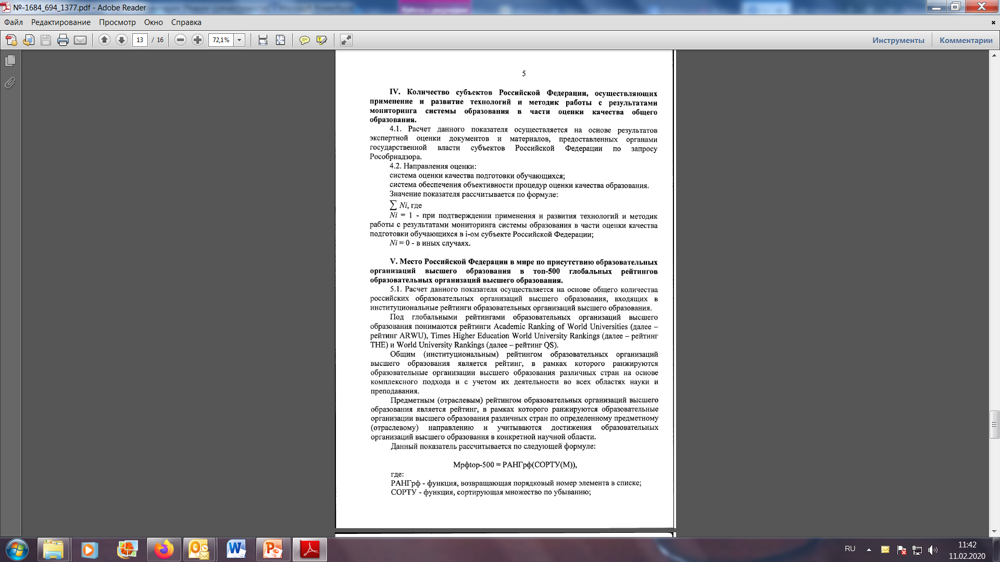 №-1684_694_1377.pdf - Adobe Reader
Файл Редактирование Просмотр Окно Справка
13 / 16 72,1% Инструменты Комментарии
5
IV. Количество субъектов Российской Федерации, осуществляющих
применение и развитие технологий и методик работы с результатами
мониторинга системы образования в части оценки качества общего
образования.
4.1. Расчет данного показателя осуществляется на основе результатов
экспертной оценки документов и материалов, предоставленных органами
государственной власти субъектов Российской Федерации по запросу
Рособрнадзора.
4.2. Направления оценки:
система оценки качества подготовки обучающихся;
система обеспечения объективности процедур оценки качества образования.
Значение показателя рассчитывается по формуле:
∑ Ni, где
Ni = 1 - при подтверждении применения и развития технологий и методик
работы с результатами мониторинга системы образования в части оценки качества
подготовки обучающихся в i-ом субъекте Российской Федерации;
Ni = 0 - в иных случаях.
V. Место Российской Федерации в мире по присутствию образовательных
организаций высшего образования в топ-500 глобальных рейтингов
образовательных организаций высшего образования.
5.1. Расчет данного показателя осуществляется на основе общего количества
российских образовательных организаций высшего образования, входящих в
институциональные рейтинги образовательных организаций высшего образования.
Под глобальными рейтингами образовательных организаций высшего
образования понимаются рейтинги Academic Ranking of World Universities (далее –
рейтинг ARWU), Times Higher Education World University Rankings (далее – рейтинг
THE) и World University Rankings (далее – рейтинг QS).
Общим (институциональным) рейтингом образовательных организаций
высшего образования является рейтинг, в рамках которого ранжируются
образовательные организации высшего образования различных стран на основе
комплексного подхода и с учетом их деятельности во всех областях науки и
преподавания.
Предметным (отраслевым) рейтингом образовательных организаций высшего
образования является рейтинг, в рамках которого ранжируются образовательные
организации высшего образования различных стран по определенному предметному
(отраслевому) направлению и учитываются достижения образовательных
организаций высшего образования в конкретной научной области.
Данный показатель рассчитывается по следующей формуле:
Мрфtop-500 = РАНГрф(СОРТУ(М)),
где:
РАНГрф - функция, возвращающая порядковый номер элемента в списке;
СОРТУ - функция, сортирующая множество по убыванию;
RU
11:42
11.02.2020